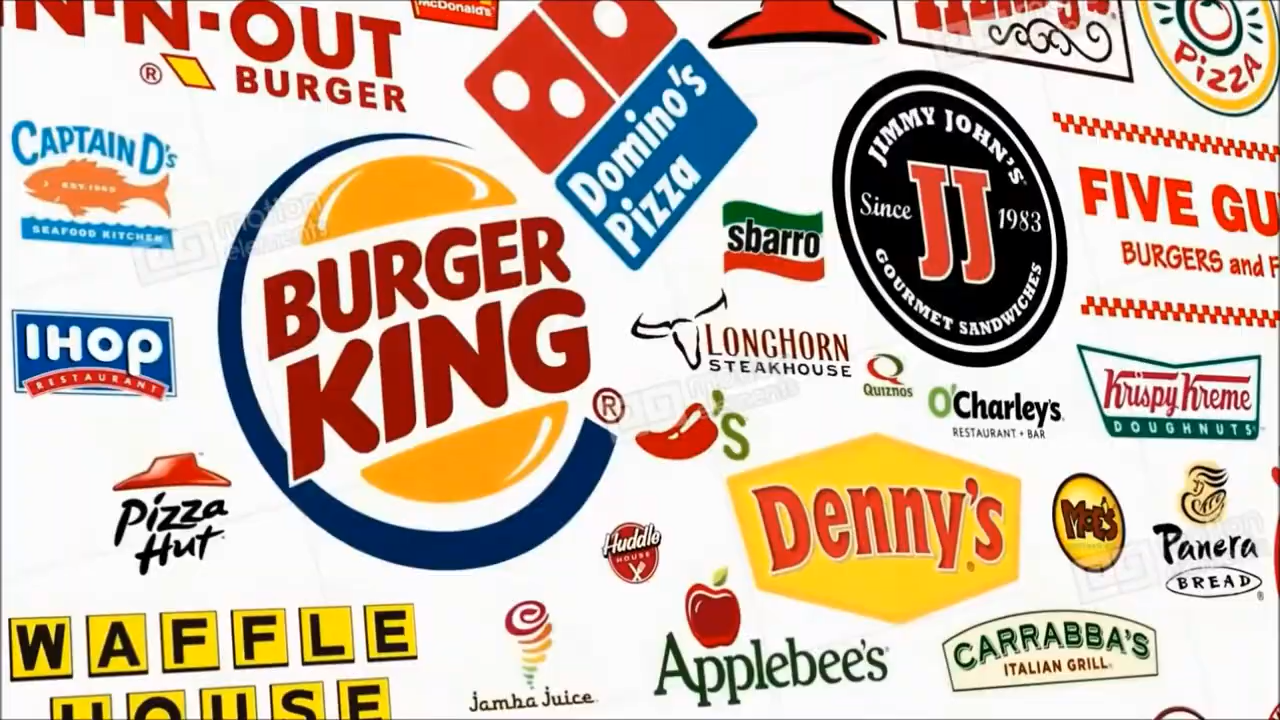 N-N-OUT
® BURGER
McDonald's
Domino's
Pizza
PIZZA
CAPTAIN D's
EST. 1969
SEAFOOD KITCHEN
BURGER
KING
®
sbarro
JIMMY JOHN'S
Since JJ 1983
GOURMET SANDWICHES
FIVE GU
BURGERS and F
IHOP
RESTAURANT
LONGHORN
STEAKHOUSE
QUIZNOS
O'Charley's
RESTAURANT + BAR
Krispy Kreme
DOUGHNUTS
's
Pizza
Hut
Huddle
HOUSE
Denny's
MOE'S
Panera
BREAD
WAFFLE
HOUSE
jamba juice
Applebee's
CARRABBA'S
ITALIAN GRILL
motion
elements